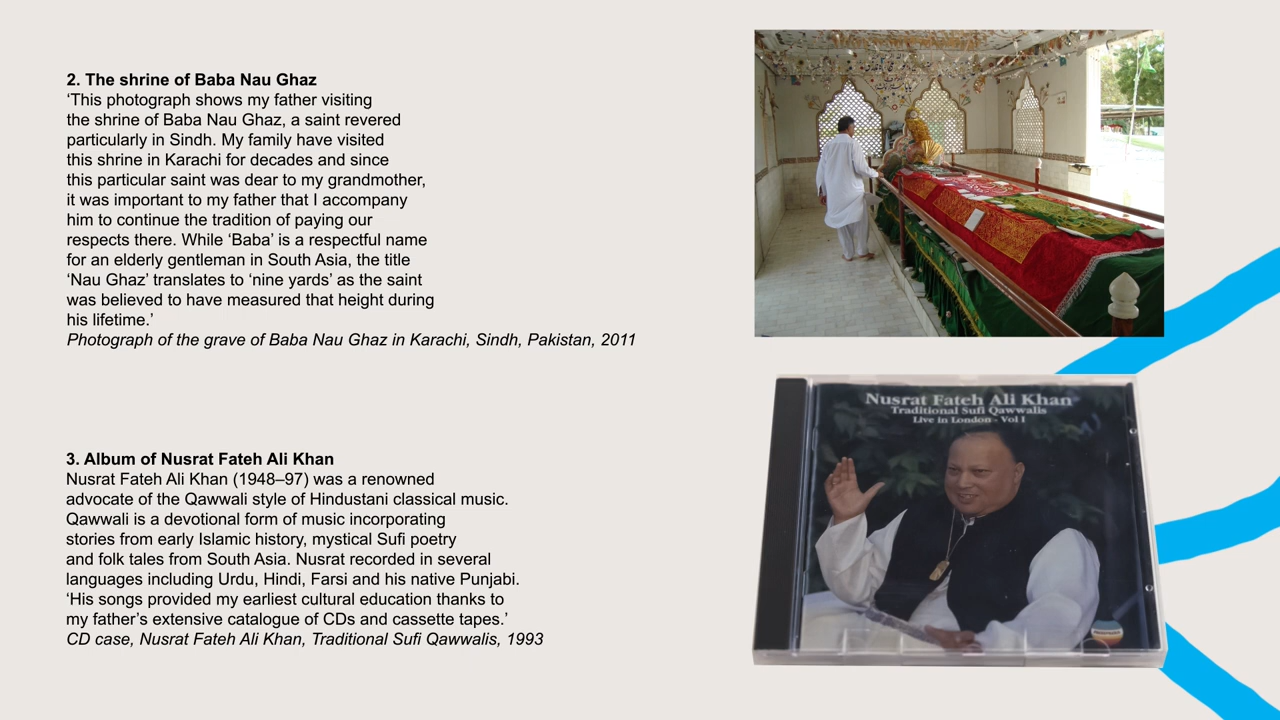 2. The shrine of Baba Nau Ghaz
‘This photograph shows my father visiting
the shrine of Baba Nau Ghaz, a saint revered
particularly in Sindh. My family have visited
this shrine in Karachi for decades and since
this particular saint was dear to my grandmother,
it was important to my father that I accompany
him to continue the tradition of paying our
respects there. While ‘Baba’ is a respectful name
for an elderly gentleman in South Asia, the title
‘Nau Ghaz’ translates to ‘nine yards’ as the saint
was believed to have measured that height during
his lifetime.’
Photograph of the grave of Baba Nau Ghaz in Karachi, Sindh, Pakistan, 2011
3. Album of Nusrat Fateh Ali Khan
Nusrat Fateh Ali Khan (1948–97) was a renowned
advocate of the Qawwali style of Hindustani classical music.
Qawwali is a devotional form of music incorporating
stories from early Islamic history, mystical Sufi poetry
and folk tales from South Asia. Nusrat recorded in several
languages including Urdu, Hindi, Farsi and his native Punjabi.
‘His songs provided my earliest cultural education thanks to
my father’s extensive catalogue of CDs and cassette tapes.’
CD case, Nusrat Fateh Ali Khan, Traditional Sufi Qawwalis, 1993
Nusrat Fateh Ali Khan
Traditional Sufi Qawwalis
Live in London - Vol I